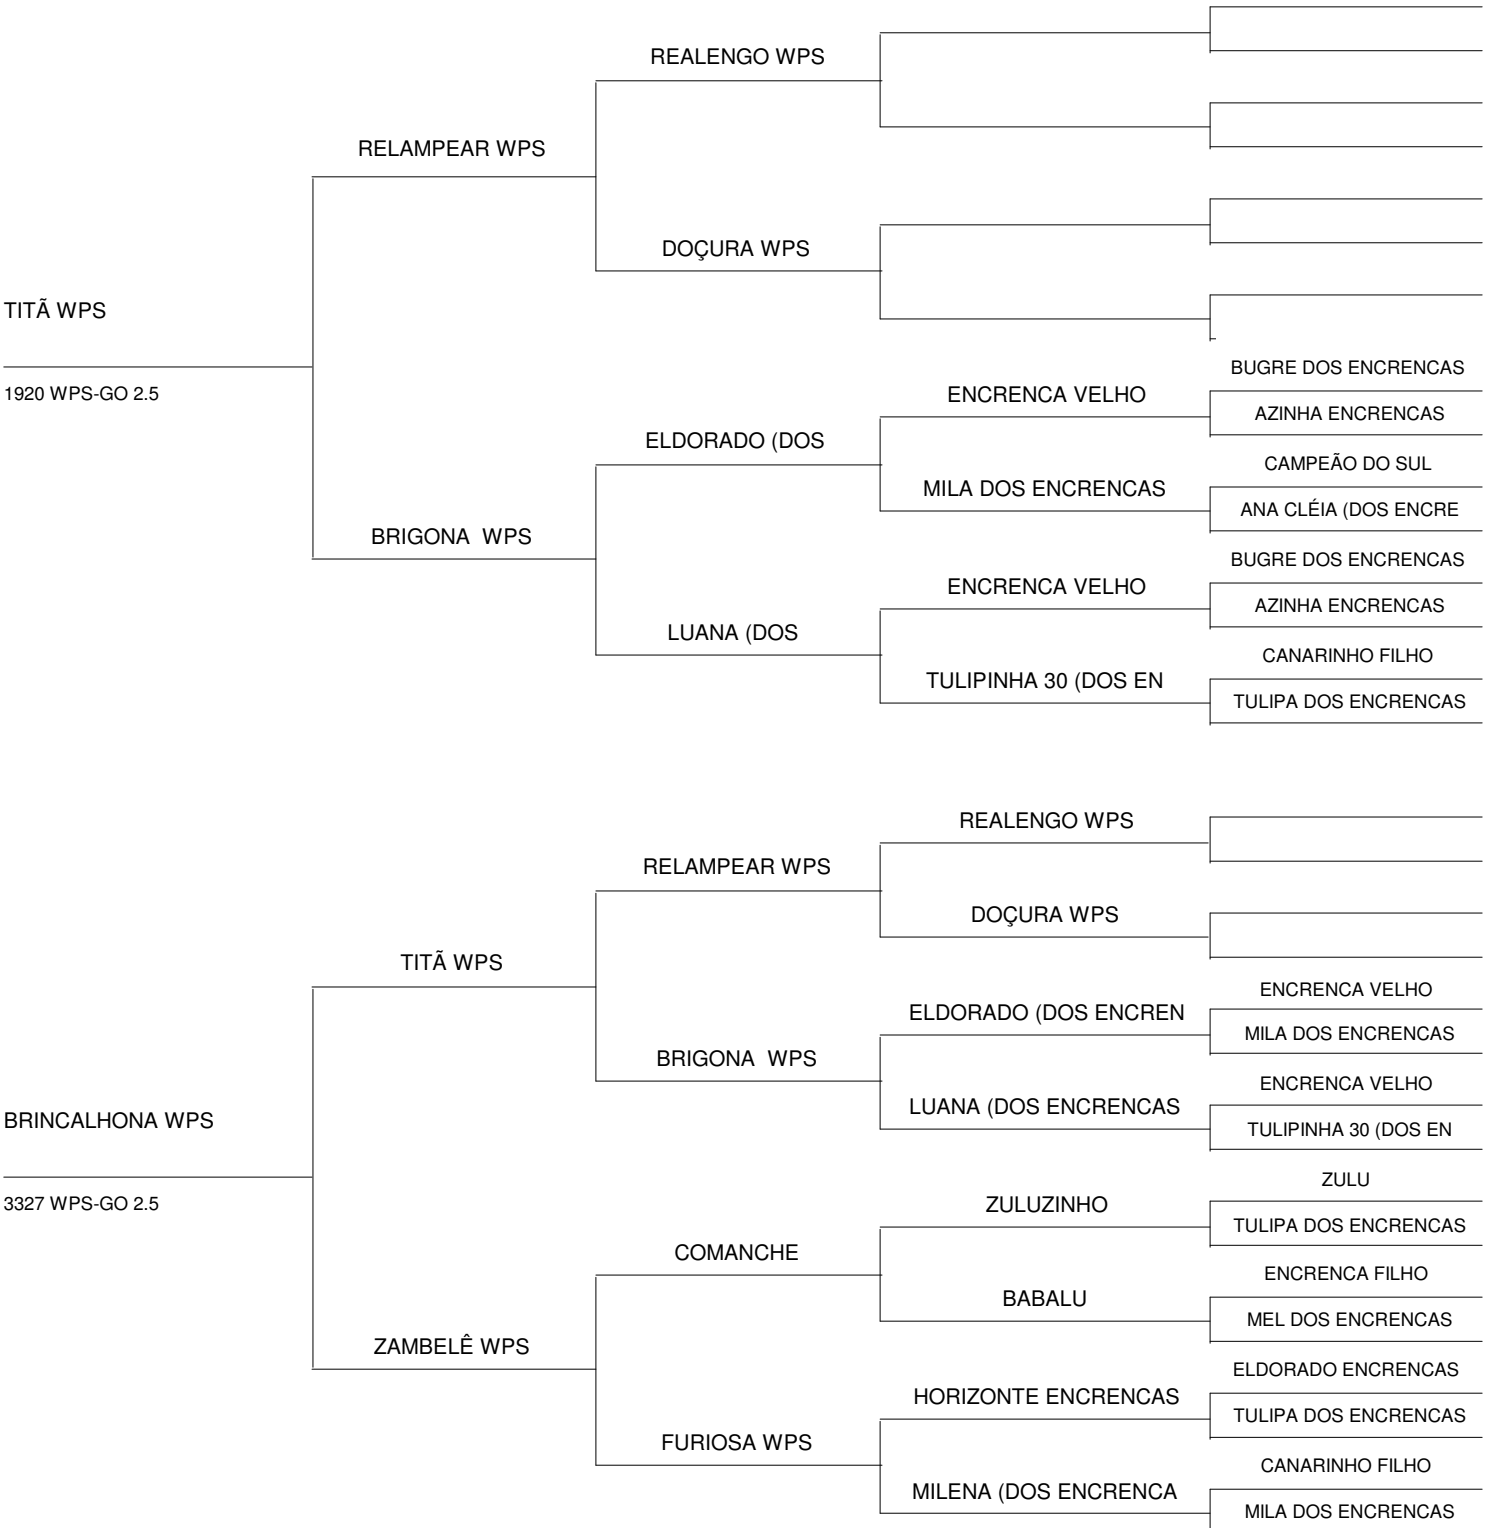 REALENGO WPS
RELAMPEAR WPS
DOÇURA WPS
TITÃ WPS
1920 WPS-GO 2.5
BUGRE DOS ENCRENCAS
ENCRENCA VELHO
AZINHA ENCRENCAS
ELDORADO (DOS
CAMPEÃO DO SUL
MILA DOS ENCRENCAS
ANA CLÉIA (DOS ENCRE
BRIGONA  WPS
BUGRE DOS ENCRENCAS
ENCRENCA VELHO
AZINHA ENCRENCAS
LUANA (DOS
CANARINHO FILHO
TULIPINHA 30 (DOS EN
TULIPA DOS ENCRENCAS
REALENGO WPS
RELAMPEAR WPS
DOÇURA WPS
TITÃ WPS
ENCRENCA VELHO
ELDORADO (DOS ENCREN
MILA DOS ENCRENCAS
BRIGONA  WPS
ENCRENCA VELHO
LUANA (DOS ENCRENCAS
TULIPINHA 30 (DOS EN
BRINCALHONA WPS
3327 WPS-GO 2.5
ZULU
ZULUZINHO
TULIPA DOS ENCRENCAS
COMANCHE
ENCRENCA FILHO
BABALU
MEL DOS ENCRENCAS
ZAMBELÊ WPS
ELDORADO ENCRENCAS
HORIZONTE ENCRENCAS
TULIPA DOS ENCRENCAS
FURIOSA WPS
CANARINHO FILHO
MILENA (DOS ENCRENCA
MILA DOS ENCRENCAS